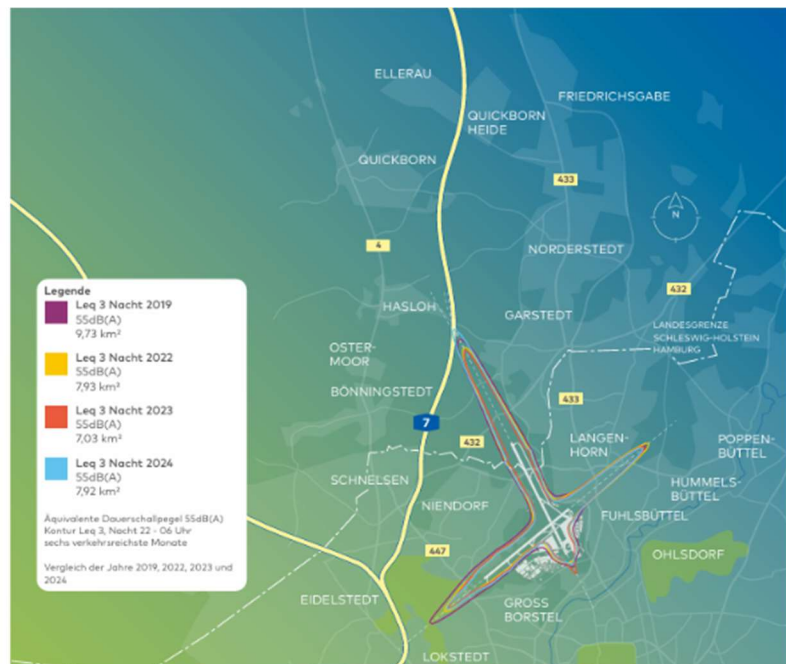 ELLERAU
FRIEDRICHSGABE
QUICKBORN
HEIDE
QUICKBORN
433
N
4
NORDERSTEDT
432
HASLOH
GARSTEDT
LANDESGRENZE
SCHLESWIG-HOLSTEIN
HAMBURG
OSTER-
MOOR
BÖNNINGSTEDT
433
7
432
LANGEN-
HORN
POPPEN-
BÜTTEL
SCHNELSEN
HUMMELS-
BÜTTEL
NIENDORF
FUHLSBÜTTEL
447
OHLSDORF
EIDELSTEDT
GROSS
BORSTEL
LOKSTEDT
Legende
Leq 3 Nacht 2019
55dB(A)
9,73 km²
Leq 3 Nacht 2022
55dB(A)
7,93 km²
Leq 3 Nacht 2023
55dB(A)
7,03 km²
Leq 3 Nacht 2024
55dB(A)
7,92 km²
Äquivalente Dauerschallpegel 55dB(A)
Kontur Leq 3, Nacht 22 - 06 Uhr
sechs verkehrsreichste Monate
Vergleich der Jahre 2019, 2022, 2023 und
2024